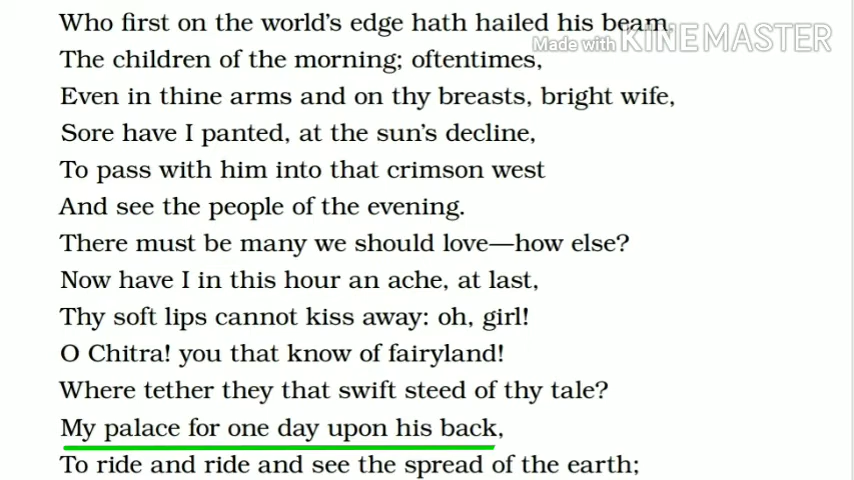 Who first on the world's edge hath hailed his beam,
Made with KINEMASTER
The children of the morning; oftentimes,
Even in thine arms and on thy breasts, bright wife,
Sore have I panted, at the sun's decline,
To pass with him into that crimson west
And see the people of the evening.
There must be many we should love—how else?
Now have I in this hour an ache, at last,
Thy soft lips cannot kiss away: oh, girl!
O Chitra! you that know of fairyland!
Where tether they that swift steed of thy tale?
My palace for one day upon his back,
To ride and ride and see the spread of the earth;